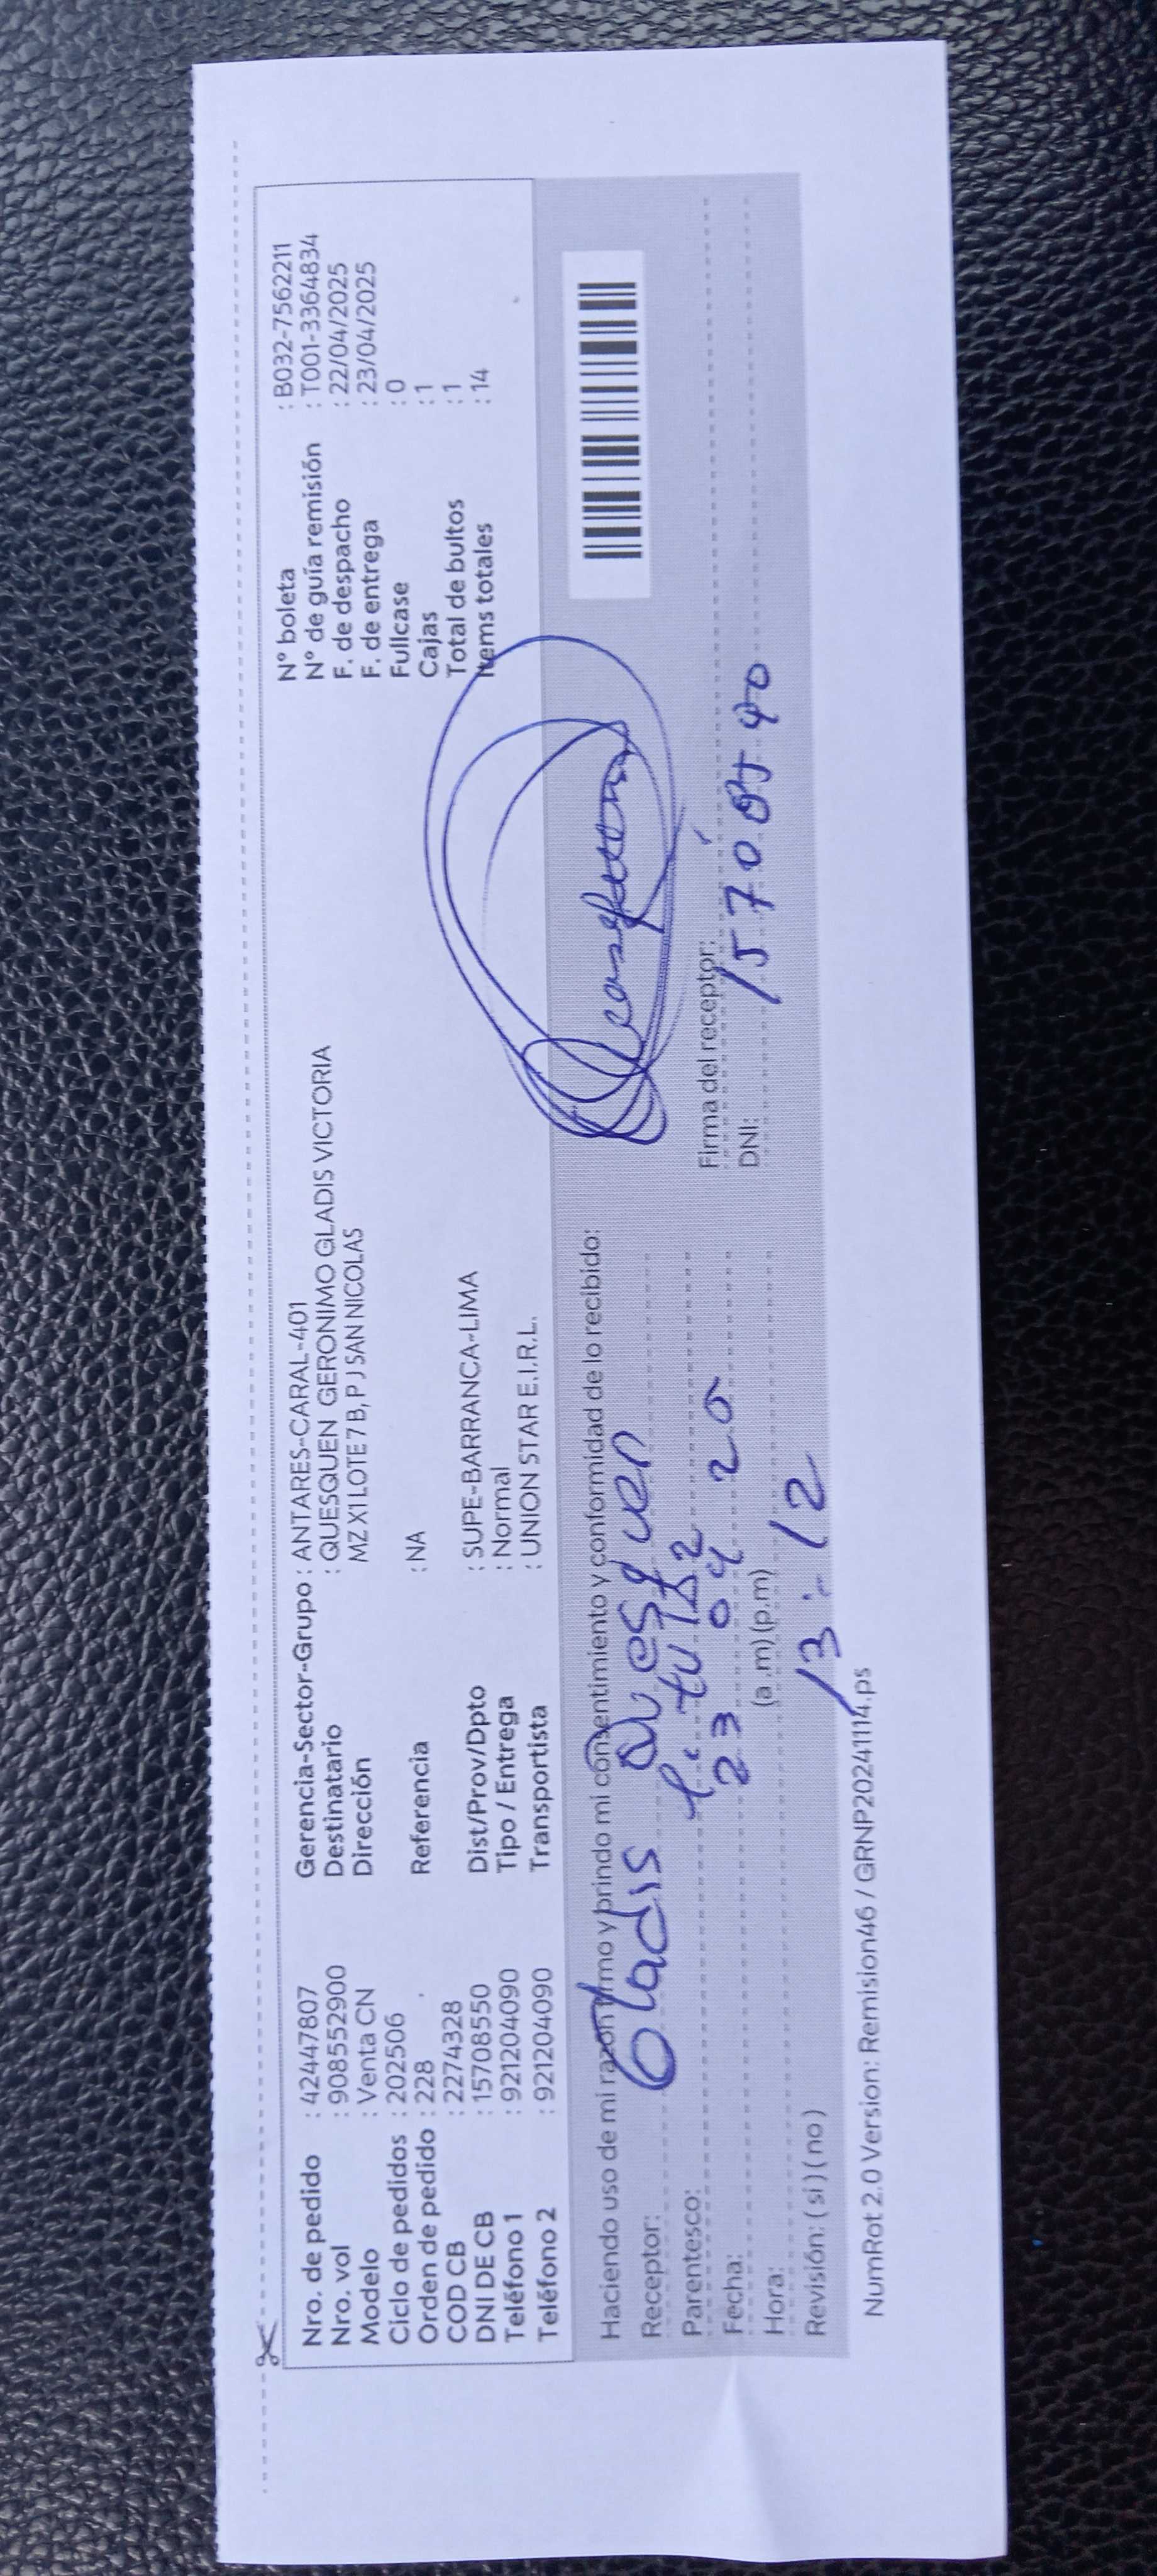 Nro. de pedido : 42447807
Nro. vol : 9085552900
Modelo : Venta CN
Ciclo de pedidos : 202506
Orden de pedido : 228
COD CB : 2274328
DNI DE CB : 15708550
Teléfono 1 : 921204090
Teléfono 2 : 921204090
Gerencia-Sector-Grupo : ANTARES-CARAL-401
Destinatario : QUESQUEN GERONIMO GLADIS VICTORIA
Dirección MZ X1 LOTE 7 B, P J SAN NICOLAS
Referencia : NA
Dist/Prov/Dpto : SUPE-BARRANCA-LIMA
Tipo / Entrega : Normal
Transportista : UNION STAR E.I.R.L.
N° boleta : B032-7562211
N° de guía remisión : T001-3364834
F. de despacho : 22/04/2025
F. de entrega : 23/04/2025
Fullcase : 0
Cajas : 1
Total de bultos : 1
Items totales : 14
Haciendo uso de mi razón firmo y brindo mi consentimiento y conformidad de lo recibido:
Receptor: Gladis Quesquen
Parentesco:
Fecha: 23 04 25
Hora: (a .m) (p.m) 13:12
Revisión: ( si ) ( no )
Firma del receptor:
DNI:
NumRot 2.0 Version: Remision46 / GRNP20241114.ps